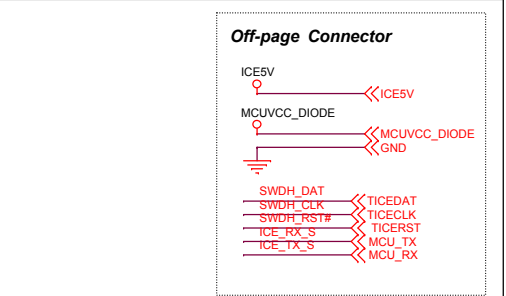 Off-page Connector
ICE5V
ICE5V
MCUVCC_DIODE
MCUVCC_DIODE
GND
SWDH_DAT TICEDAT
SWDH_CLK TICECLK
SWDH_RST# TICERST
ICE_RX_S MCU_TX
ICE_TX_S MCU_RX